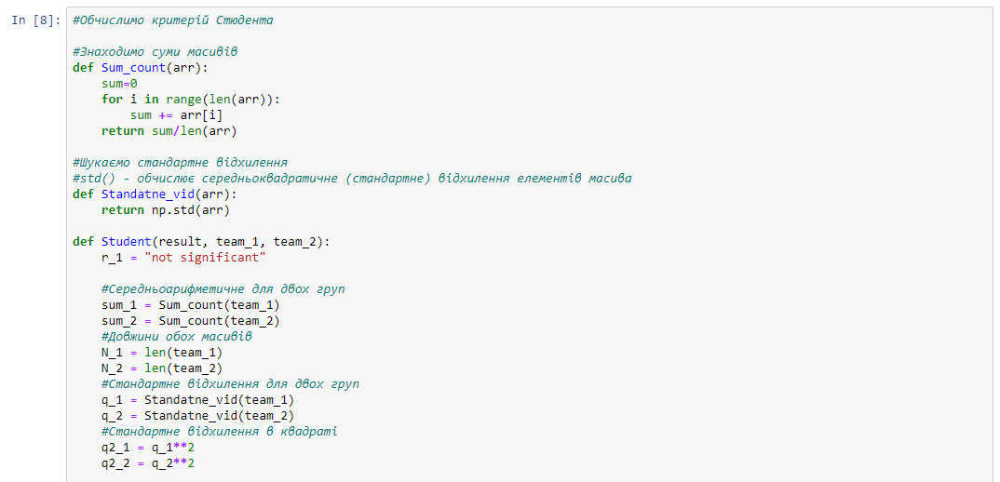 In [8]: #Обчислимо критерій Стюдента
#Знаходимо суми масивів
def Sum_count(arr):
    sum=0
    for i in range(len(arr)):
        sum += arr[i]
    return sum/len(arr)
#Шукаємо стандартне відхилення
#std() - обчислює середньоквадратичне (стандартне) відхилення елементів масива
def Standatne_vid(arr):
    return np.std(arr)
def Student(result, team_1, team_2):
    r_1 = "not significant"
    #Середньоарифметичне для двох груп
    sum_1 = Sum_count(team_1)
    sum_2 = Sum_count(team_2)
    #Довжини обох масивів
    N_1 = len(team_1)
    N_2 = len(team_2)
    #Стандартне відхилення для двох груп
    q_1 = Standatne_vid(team_1)
    q_2 = Standatne_vid(team_2)
    #Стандартне відхилення в квадраті
    q2_1 = q_1**2
    q2_2 = q_2**2